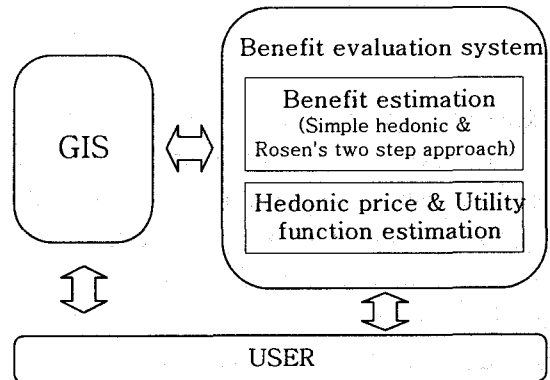 GIS
Benefit evaluation system
Benefit estimation
(Simple hedonic &
Rosen's two step approach)
Hedonic price & Utility
function estimation
USER